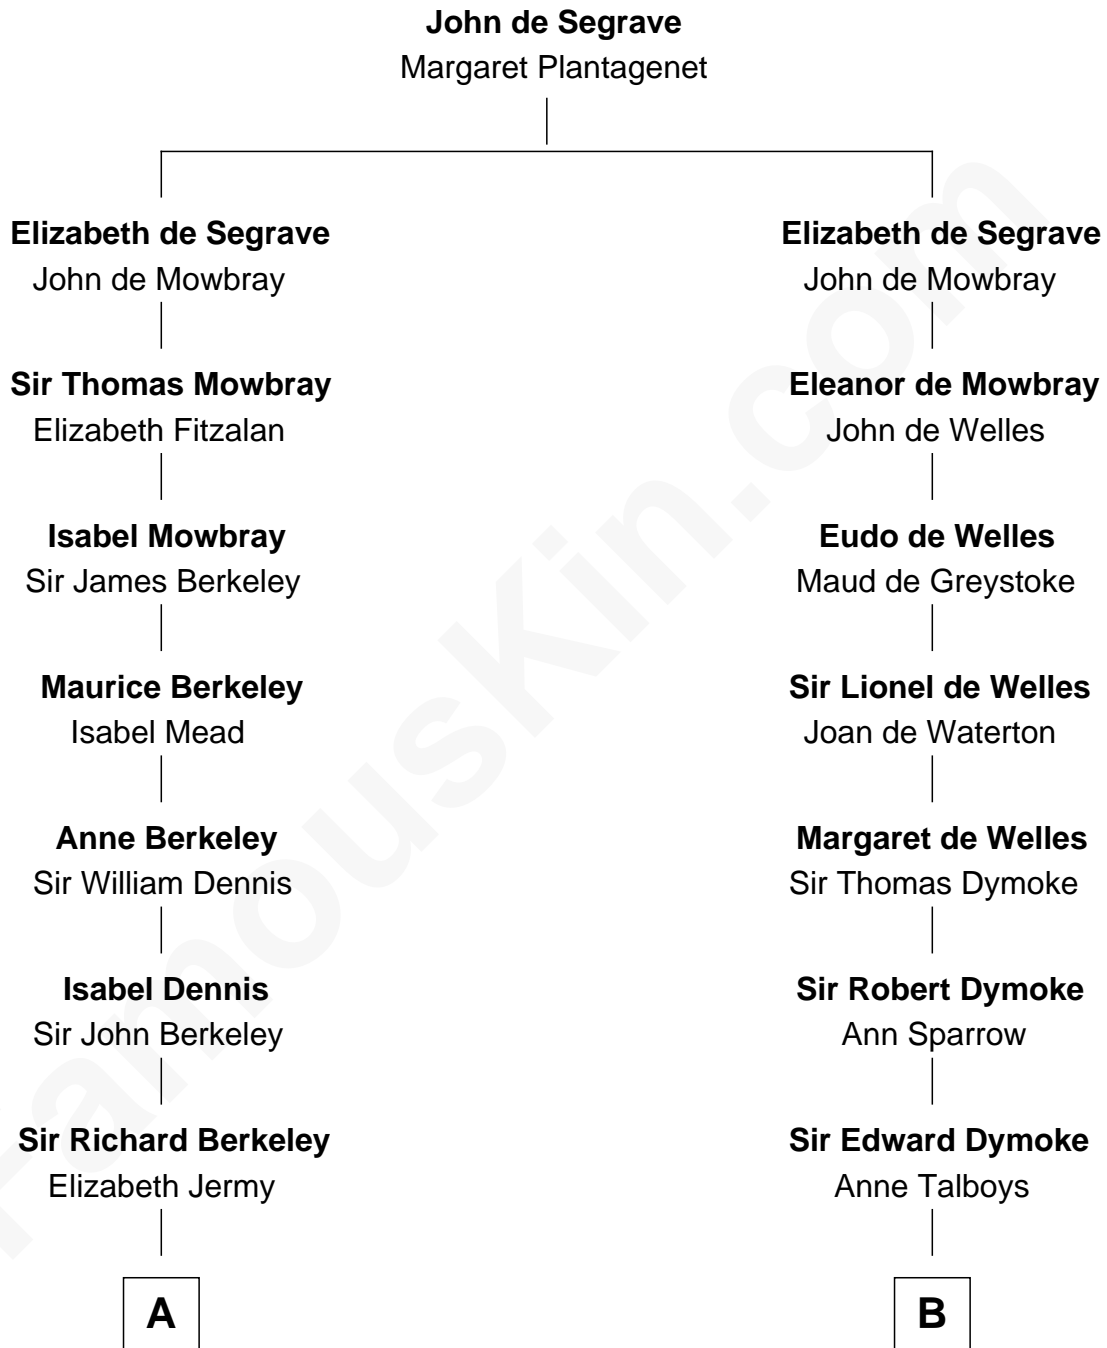 John de Segrave
Margaret Plantagenet
Elizabeth de Segrave
John de Mowbray
Elizabeth de Segrave
John de Mowbray
Sir Thomas Mowbray
Elizabeth Fitzalan
Eleanor de Mowbray
John de Welles
Isabel Mowbray
Sir James Berkeley
Eudo de Welles
Maud de Greystoke
Maurice Berkeley
Isabel Mead
Sir Lionel de Welles
Joan de Waterton
Anne Berkeley
Sir William Dennis
Margaret de Welles
Sir Thomas Dymoke
Isabel Dennis
Sir John Berkeley
Sir Robert Dymoke
Ann Sparrow
Sir Richard Berkeley
Elizabeth Jermy
Sir Edward Dymoke
Anne Talboys
A
B
FamousKin.com